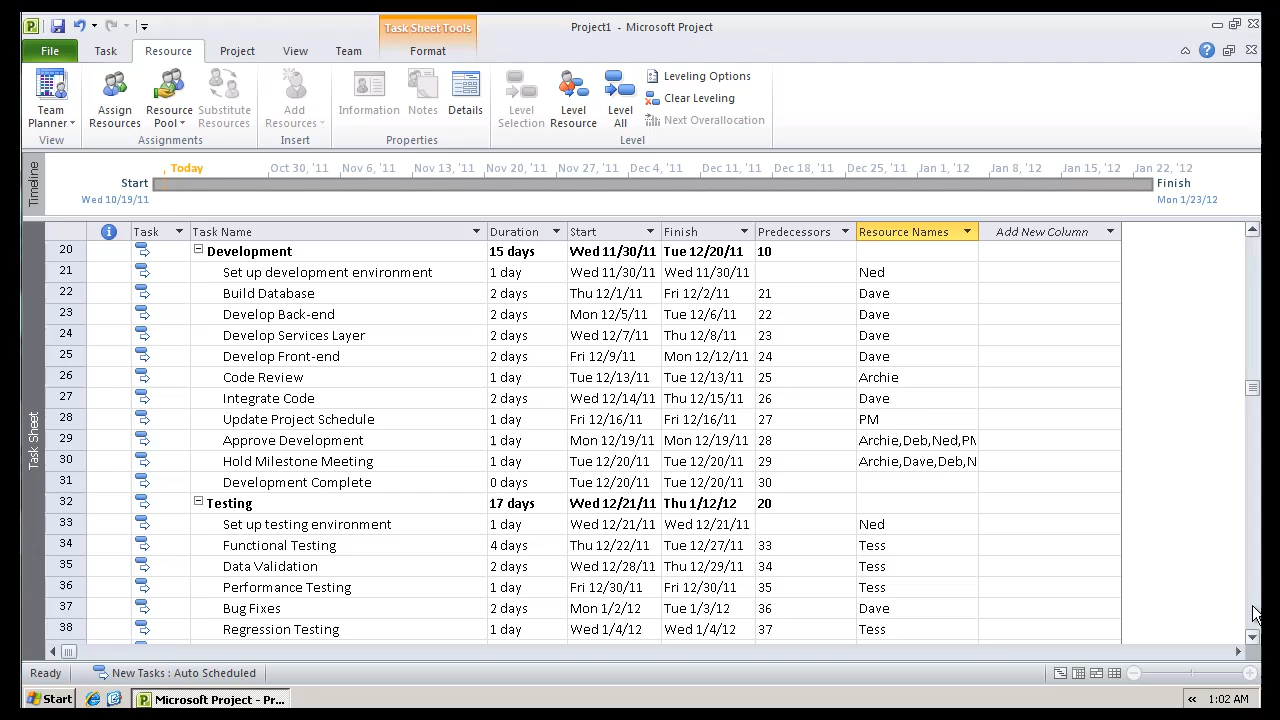 Task Sheet Tools
Project1 - Microsoft Project
File Task Resource Project View Team Format
Team Planner
Assign Resources
Resource Pool
Substitute Resources
Add Resources
Information
Notes
Details
Level Selection
Level Resource
Level All
Leveling Options
Clear Leveling
Next Overallocation
View Assignments Insert Properties Level
Timeline
Today Oct 30, '11 Nov 6, '11 Nov 13, '11 Nov 20, '11 Nov 27, '11 Dec 4, '11 Dec 11, '11 Dec 18, '11 Dec 25, '11 Jan 1, '12 Jan 8, '12 Jan 15, '12 Jan 22, '12
Start Finish
Wed 10/19/11 Mon 1/23/12
Task Task Name Duration Start Finish Predecessors Resource Names Add New Column
Task Sheet
20 Development 15 days Wed 11/30/11 Tue 12/20/11 10
21 Set up development environment 1 day Wed 11/30/11 Wed 11/30/11 Ned
22 Build Database 2 days Thu 12/1/11 Fri 12/2/11 21 Dave
23 Develop Back-end 2 days Mon 12/5/11 Tue 12/6/11 22 Dave
24 Develop Services Layer 2 days Wed 12/7/11 Thu 12/8/11 23 Dave
25 Develop Front-end 2 days Fri 12/9/11 Mon 12/12/11 24 Dave
26 Code Review 1 day Tue 12/13/11 Tue 12/13/11 25 Archie
27 Integrate Code 2 days Wed 12/14/11 Thu 12/15/11 26 Dave
28 Update Project Schedule 1 day Fri 12/16/11 Fri 12/16/11 27 PM
29 Approve Development 1 day Mon 12/19/11 Mon 12/19/11 28 Archie,Deb,Ned,PM
30 Hold Milestone Meeting 1 day Tue 12/20/11 Tue 12/20/11 29 Archie,Dave,Deb,N
31 Development Complete 0 days Tue 12/20/11 Tue 12/20/11 30
32 Testing 17 days Wed 12/21/11 Thu 1/12/12 20
33 Set up testing environment 1 day Wed 12/21/11 Wed 12/21/11 Ned
34 Functional Testing 4 days Thu 12/22/11 Tue 12/27/11 33 Tess
35 Data Validation 2 days Wed 12/28/11 Thu 12/29/11 34 Tess
36 Performance Testing 1 day Fri 12/30/11 Fri 12/30/11 35 Tess
37 Bug Fixes 2 days Mon 1/2/12 Tue 1/3/12 36 Dave
38 Regression Testing 1 day Wed 1/4/12 Wed 1/4/12 37 Tess
Ready New Tasks : Auto Scheduled
Start Microsoft Project - Pr... 1:02 AM